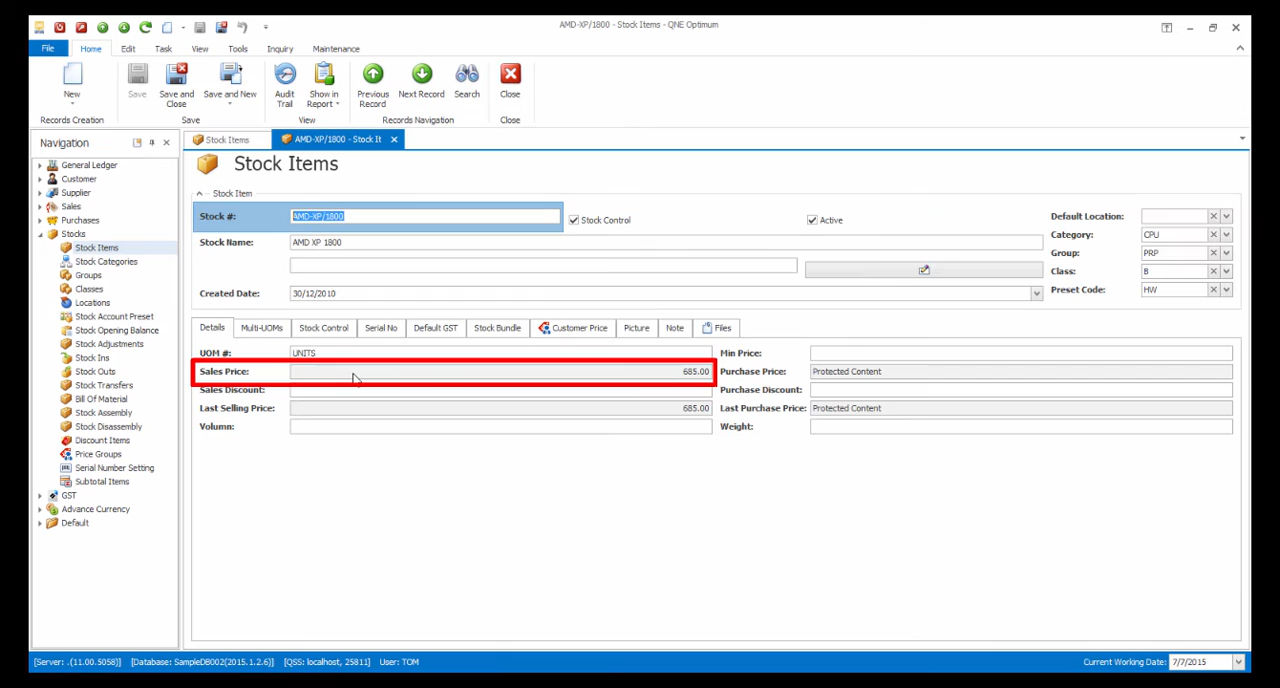 AMD-XP/1800 - Stock Items - QNE Optimum
File Home Edit Task View Tools Inquiry Maintenance
New Save Save and Close Save and New Audit Trail Show in Report Previous Record Next Record Search Close
Records Creation Save View Records Navigation Close
Navigation
General Ledger
Customer
Supplier
Sales
Purchases
Stocks
Stock Items
Stock Categories
Groups
Classes
Locations
Stock Account Preset
Stock Opening Balance
Stock Adjustments
Stock Ins
Stock Outs
Stock Transfers
Bill Of Material
Stock Assembly
Stock Disassembly
Discount Items
Price Groups
Serial Number Setting
Subtotal Items
GST
Advance Currency
Default
Stock Items AMD-XP/1800 - Stock It
Stock Items
Stock Item
Stock #: AMD-XP/1800 Stock Control Active Default Location:
Category: CPU
Stock Name: AMD XP 1800
Group: PRP
Class: B
Created Date: 30/12/2010 Preset Code: HW
Details Multi-UOMs Stock Control Serial No Default GST Stock Bundle Customer Price Picture Note Files
UOM #: UNITS Min Price:
Sales Price: 685.00 Purchase Price: Protected Content
Sales Discount: Purchase Discount:
Last Selling Price: 685.00 Last Purchase Price: Protected Content
Volumn: Weight:
[Server: .(11.00.5058)] [Database: SampleDB002(2015.1.2.6)] [QSS: localhost, 25811] User: TOM Current Working Date: 7/7/2015